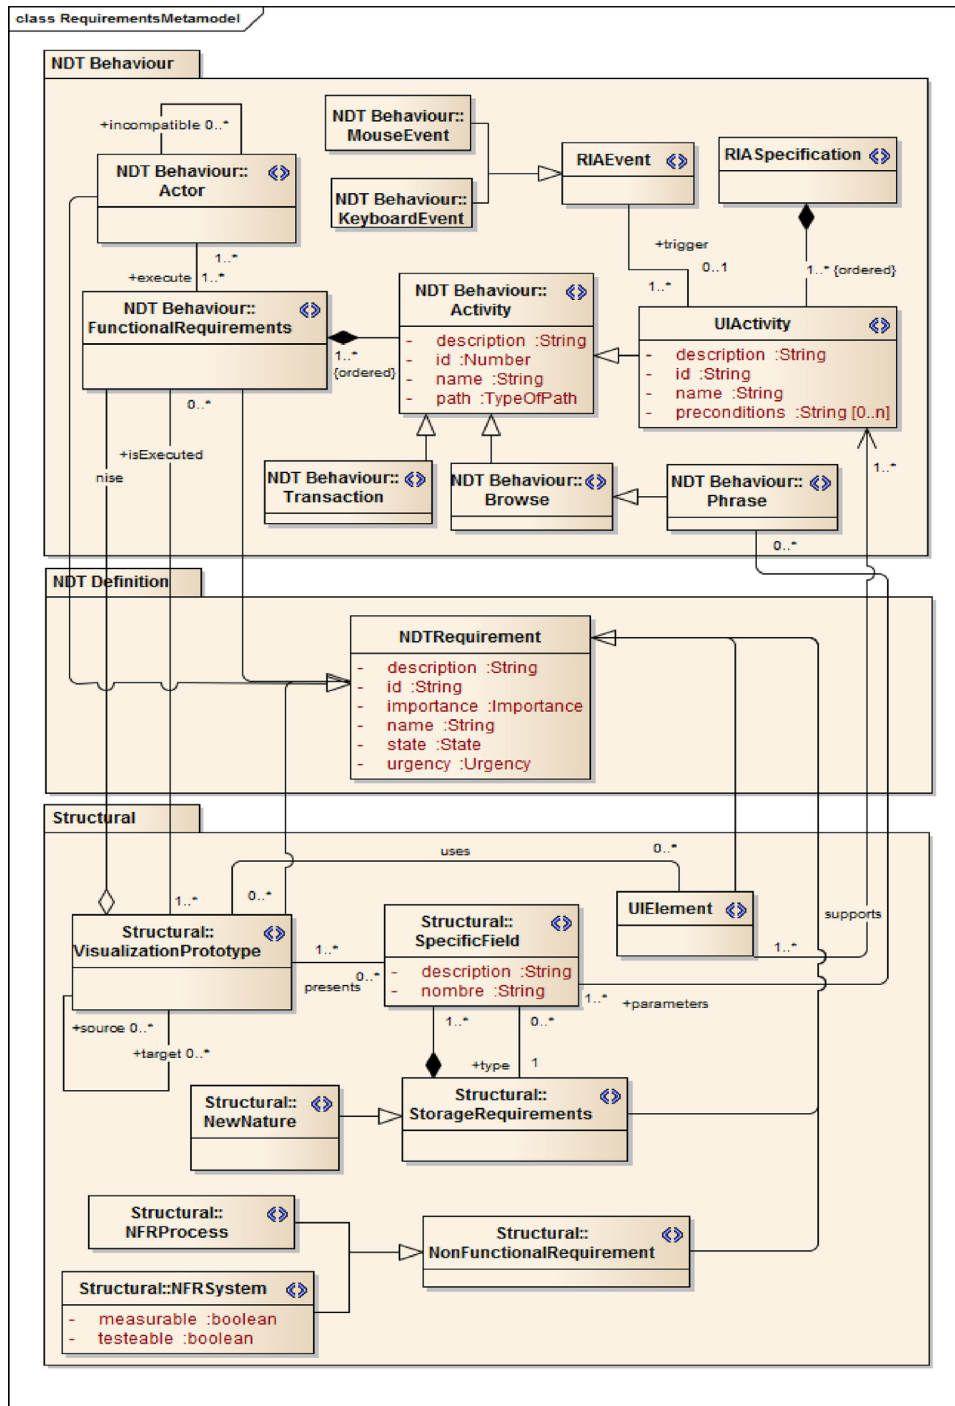 class RequirementsMetamodel
NDT Behaviour
+incompatible 0..*
NDT Behaviour::
Actor
NDT Behaviour::
MouseEvent
NDT Behaviour::
KeyboardEvent
RIAEvent
RIASpecification
1..*
+execute 1..*
+trigger
0..1
1..*
1..* {ordered}
NDT Behaviour::
FunctionalRequirements
1..*
{ordered}
NDT Behaviour::
Activity
- description :String
- id :Number
- name :String
- path :TypeOfPath
UIActivity
- description :String
- id :String
- name :String
- preconditions :String [0..n]
0..*
+isExecuted
nise
1..*
NDT Behaviour::
Transaction
NDT Behaviour::
Browse
NDT Behaviour::
Phrase
0..*
NDT Definition
NDTRequirement
- description :String
- id :String
- importance :Importance
- name :String
- state :State
- urgency :Urgency
Structural
uses
0..*
1..*
0..*
UIElement
supports
1..*
Structural::
VisualizationPrototype
1..*
0..*
presents
Structural::
SpecificField
- description :String
- nombre :String
1..*
+parameters
+source 0..*
+target 0..*
1..*
0..*
+type
1
Structural::
NewNature
Structural::
StorageRequirements
Structural::
NFRProcess
Structural::
NonFunctionalRequirement
Structural::NFRSystem
- measurable :boolean
- testeable :boolean